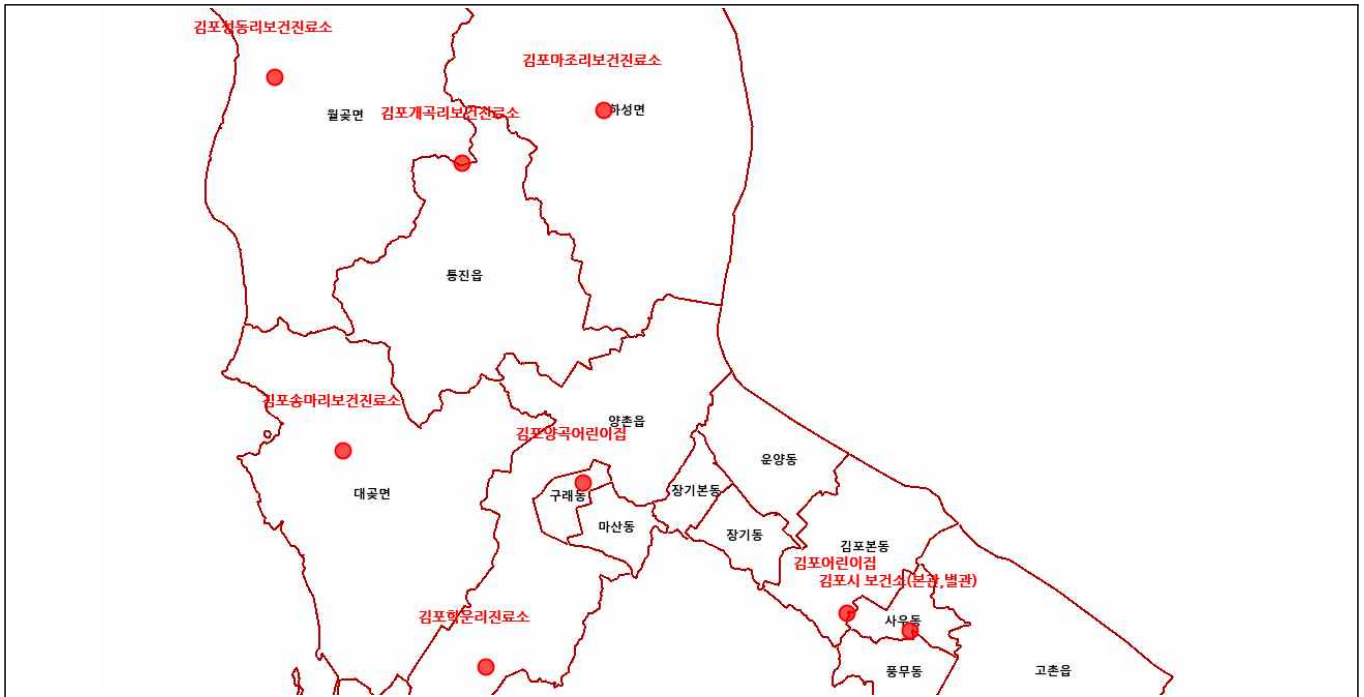 김포성동리보건진료소
김포마조리보건진료소
월곶면
김포개곡리보건진료소
하성면
통진읍
김포송마리보건진료소
양촌읍
김포양곡어린이집
운양동
대곶면
구래동
장기본동
마산동
장기동
김포본동
김포어린이집
김포시 보건소(본관,별관)
김포학운리진료소
사우동
풍무동
고촌읍